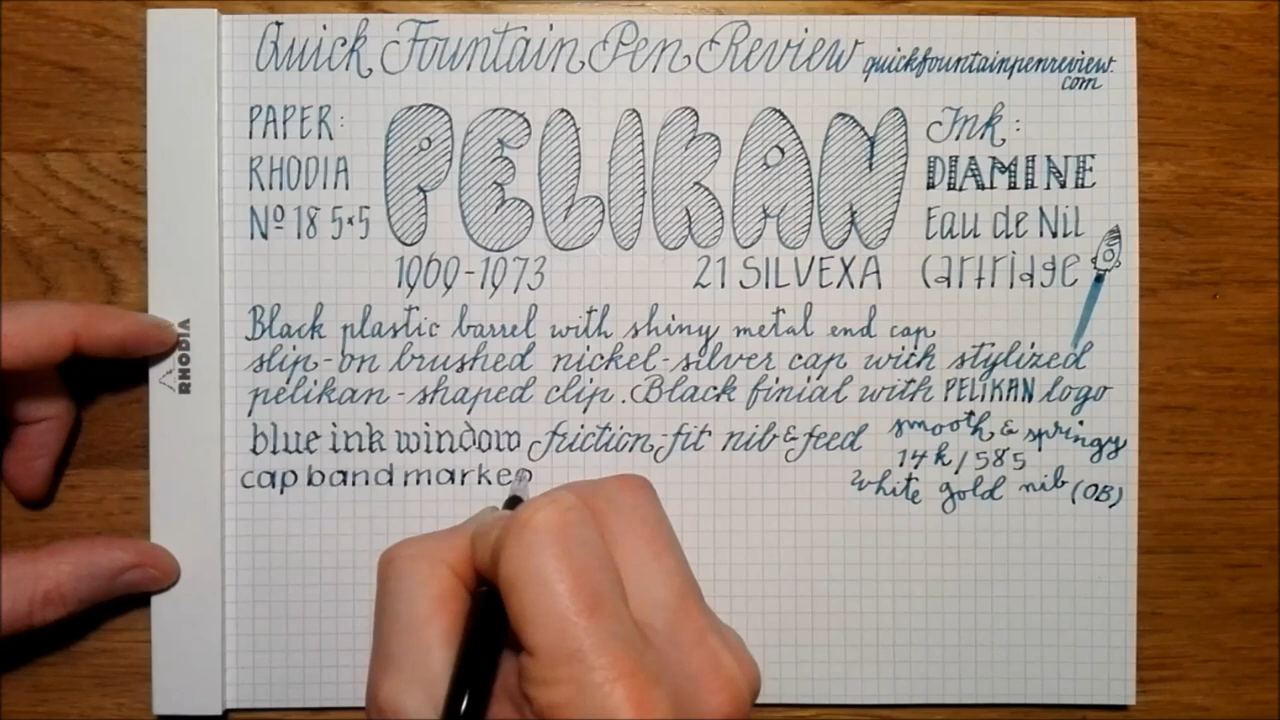 Quick Fountain Pen Review quickfountainpenreview.
com
PAPER:
RHODIA
Nº 18 5×5
PELIKAN
Ink:
DIAMINE
Eau de Nil
Cartridge
1969-1973
21 SILVEXA
Black plastic barrel with shiny metal end cap
slip-on brushed nickel-silver cap with stylized
pelikan-shaped clip. Black finial with PELIKAN logo
blue ink window friction-fit nib & feed
smooth & springy
14k/585
white gold nib (OB)
cap band marke
RHODIA